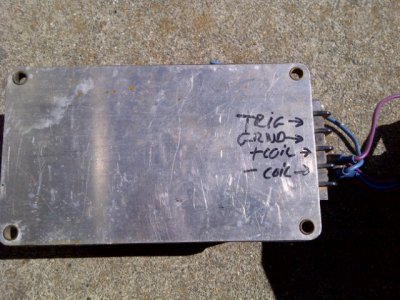 TRIG →
GRND →
+COIL →
- COIL →